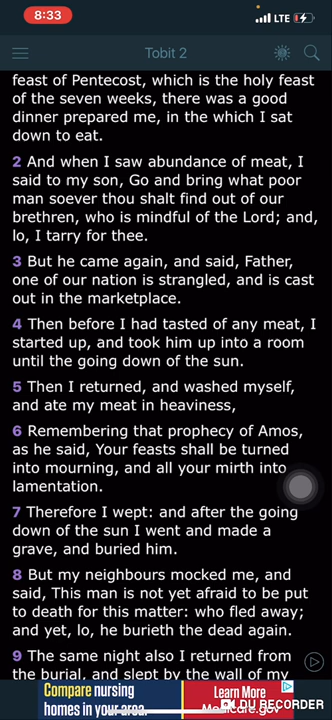 8:33
LTE
Tobit 2
feast of Pentecost, which is the holy feast
of the seven weeks, there was a good
dinner prepared me, in the which I sat
down to eat.
2 And when I saw abundance of meat, I
said to my son, Go and bring what poor
man soever thou shalt find out of our
brethren, who is mindful of the Lord; and,
lo, I tarry for thee.
3 But he came again, and said, Father,
one of our nation is strangled, and is cast
out in the marketplace.
4 Then before I had tasted of any meat, I
started up, and took him up into a room
until the going down of the sun.
5 Then I returned, and washed myself,
and ate my meat in heaviness,
6 Remembering that prophecy of Amos,
as he said, Your feasts shall be turned
into mourning, and all your mirth into
lamentation.
7 Therefore I wept: and after the going
down of the sun I went and made a
grave, and buried him.
8 But my neighbours mocked me, and
said, This man is not yet afraid to be put
to death for this matter: who fled away;
and yet, lo, he burieth the dead again.
9 The same night also I returned from
the burial, and slept by the wall of my
Compare nursing
homes in your area.
Learn More
Medicare.gov
DU RECORDER